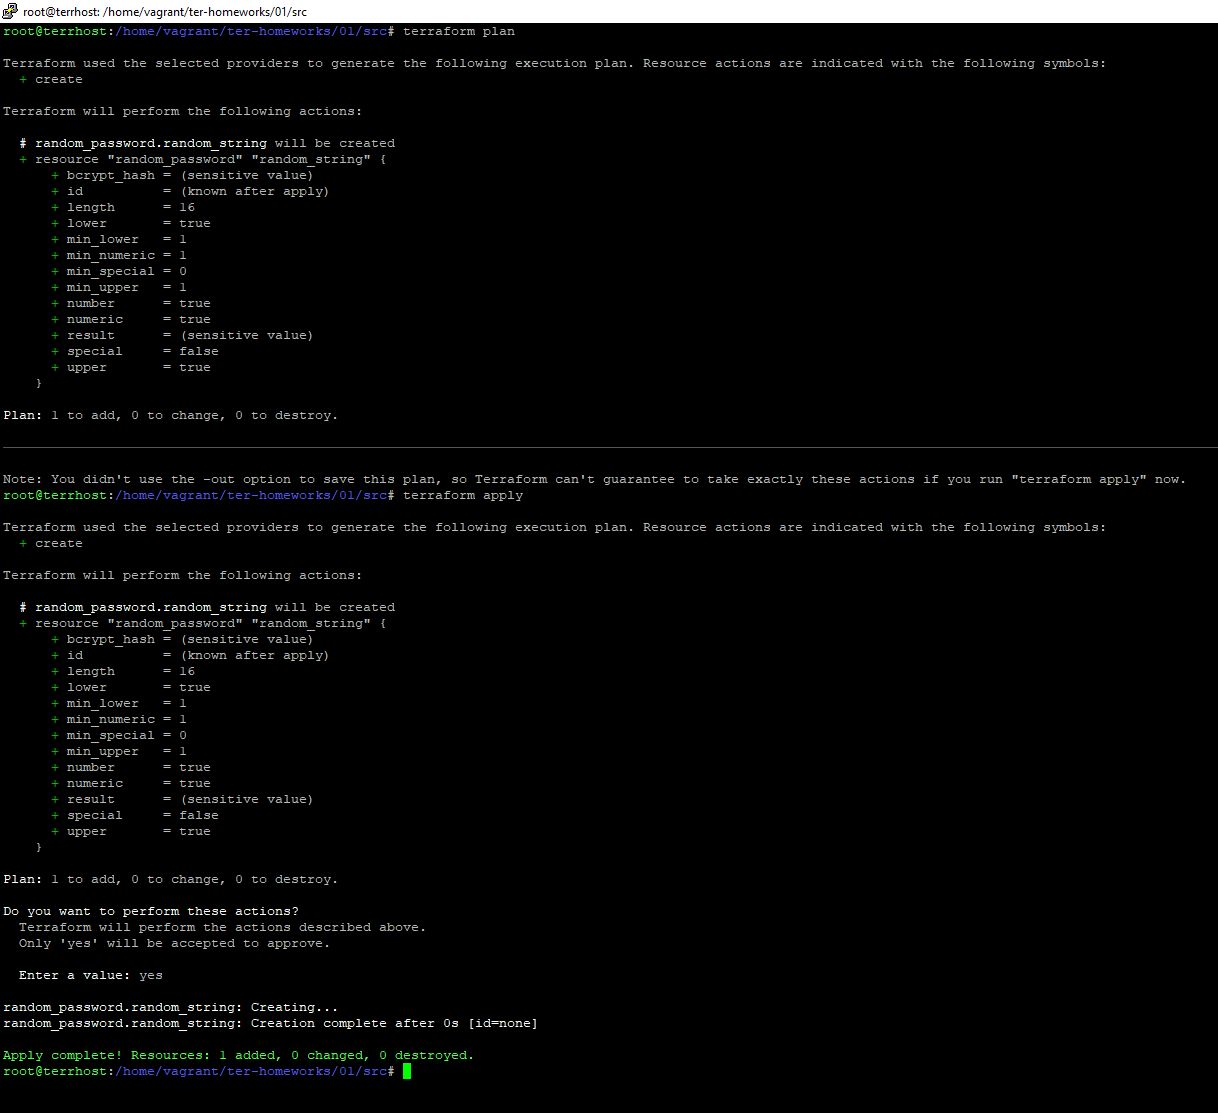 root@terrhost: /home/vagrant/ter-homeworks/01/src
root@terrhost:/home/vagrant/ter-homeworks/01/src# terraform plan
Terraform used the selected providers to generate the following execution plan. Resource actions are indicated with the following symbols:
  + create
Terraform will perform the following actions:
  # random_password.random_string will be created
  + resource "random_password" "random_string" {
      + bcrypt_hash = (sensitive value)
      + id          = (known after apply)
      + length      = 16
      + lower       = true
      + min_lower   = 1
      + min_numeric = 1
      + min_special = 0
      + min_upper   = 1
      + number      = true
      + numeric     = true
      + result      = (sensitive value)
      + special     = false
      + upper       = true
    }
Plan: 1 to add, 0 to change, 0 to destroy.
Note: You didn't use the -out option to save this plan, so Terraform can't guarantee to take exactly these actions if you run "terraform apply" now.
root@terrhost:/home/vagrant/ter-homeworks/01/src# terraform apply
Terraform used the selected providers to generate the following execution plan. Resource actions are indicated with the following symbols:
  + create
Terraform will perform the following actions:
  # random_password.random_string will be created
  + resource "random_password" "random_string" {
      + bcrypt_hash = (sensitive value)
      + id          = (known after apply)
      + length      = 16
      + lower       = true
      + min_lower   = 1
      + min_numeric = 1
      + min_special = 0
      + min_upper   = 1
      + number      = true
      + numeric     = true
      + result      = (sensitive value)
      + special     = false
      + upper       = true
    }
Plan: 1 to add, 0 to change, 0 to destroy.
Do you want to perform these actions?
  Terraform will perform the actions described above.
  Only 'yes' will be accepted to approve.
  Enter a value: yes
random_password.random_string: Creating...
random_password.random_string: Creation complete after 0s [id=none]
Apply complete! Resources: 1 added, 0 changed, 0 destroyed.
root@terrhost:/home/vagrant/ter-homeworks/01/src#